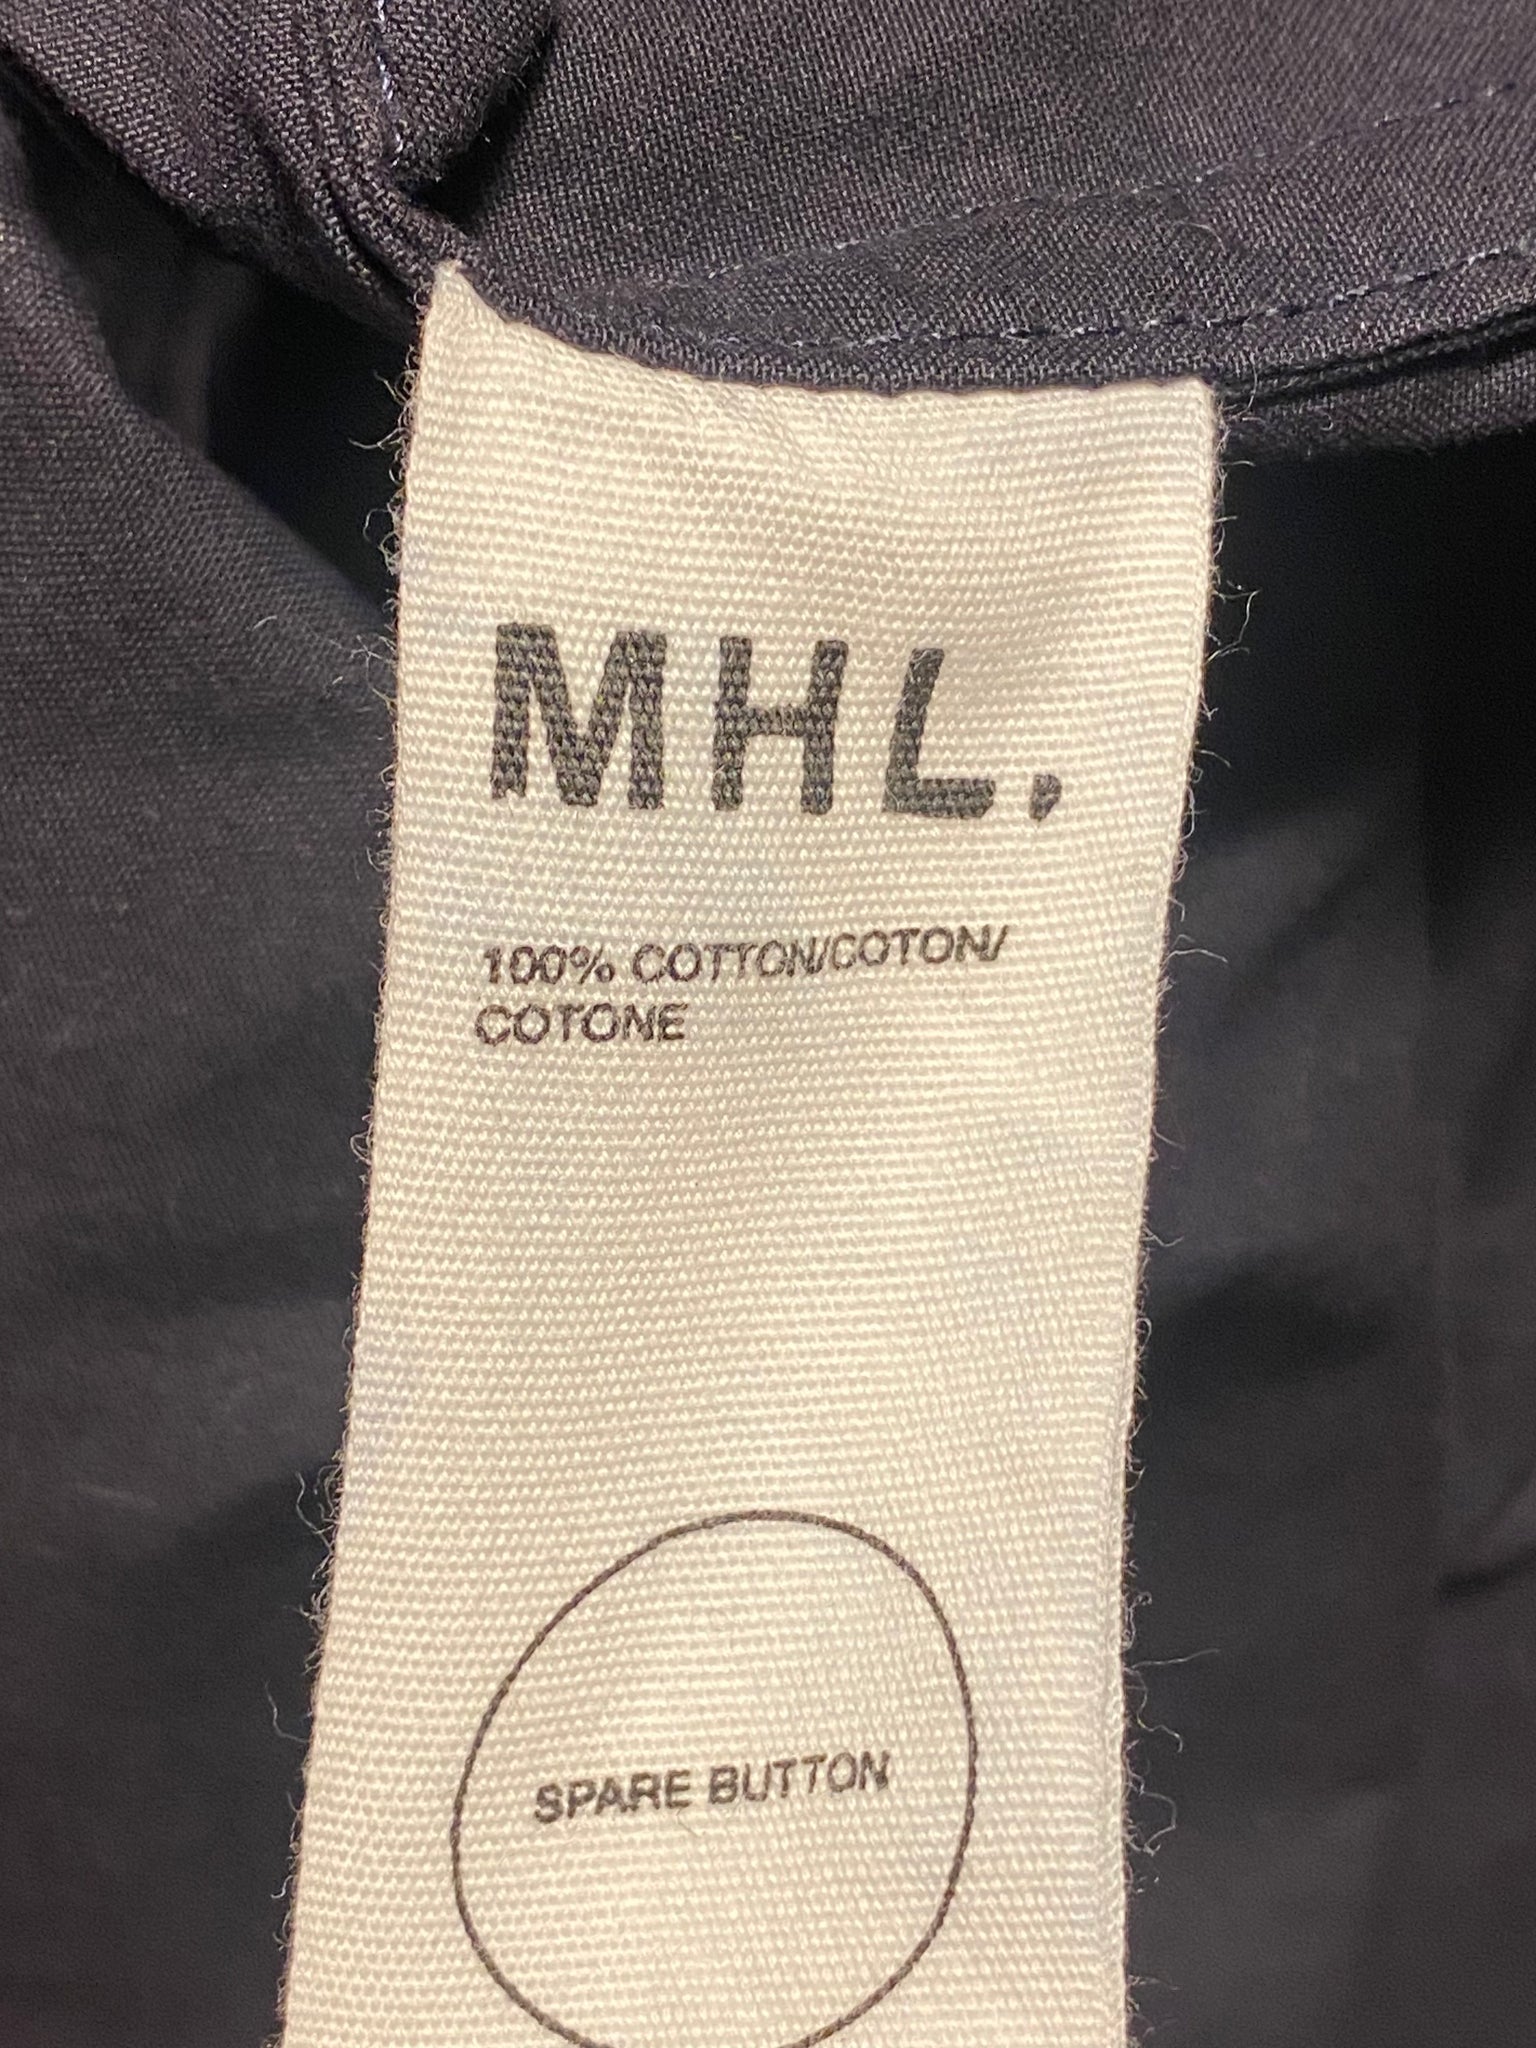 MHL.
100% COTTON/COTON/
COTONE
SPARE BUTTON